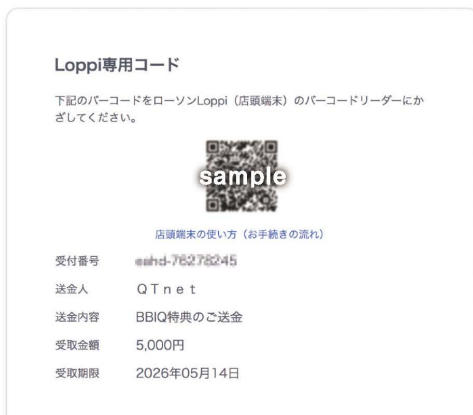 Loppi専用コード
下記のバーコードをローソンLoppi（店頭端末）のバーコードリーダーにか
ざしてください。
sample
店頭端末の使い方（お手続きの流れ）
受付番号
送金人 ＱＴｎｅｔ
送金内容 BBIQ特典のご送金
受取金額 5,000円
受取期限 2026年05月14日